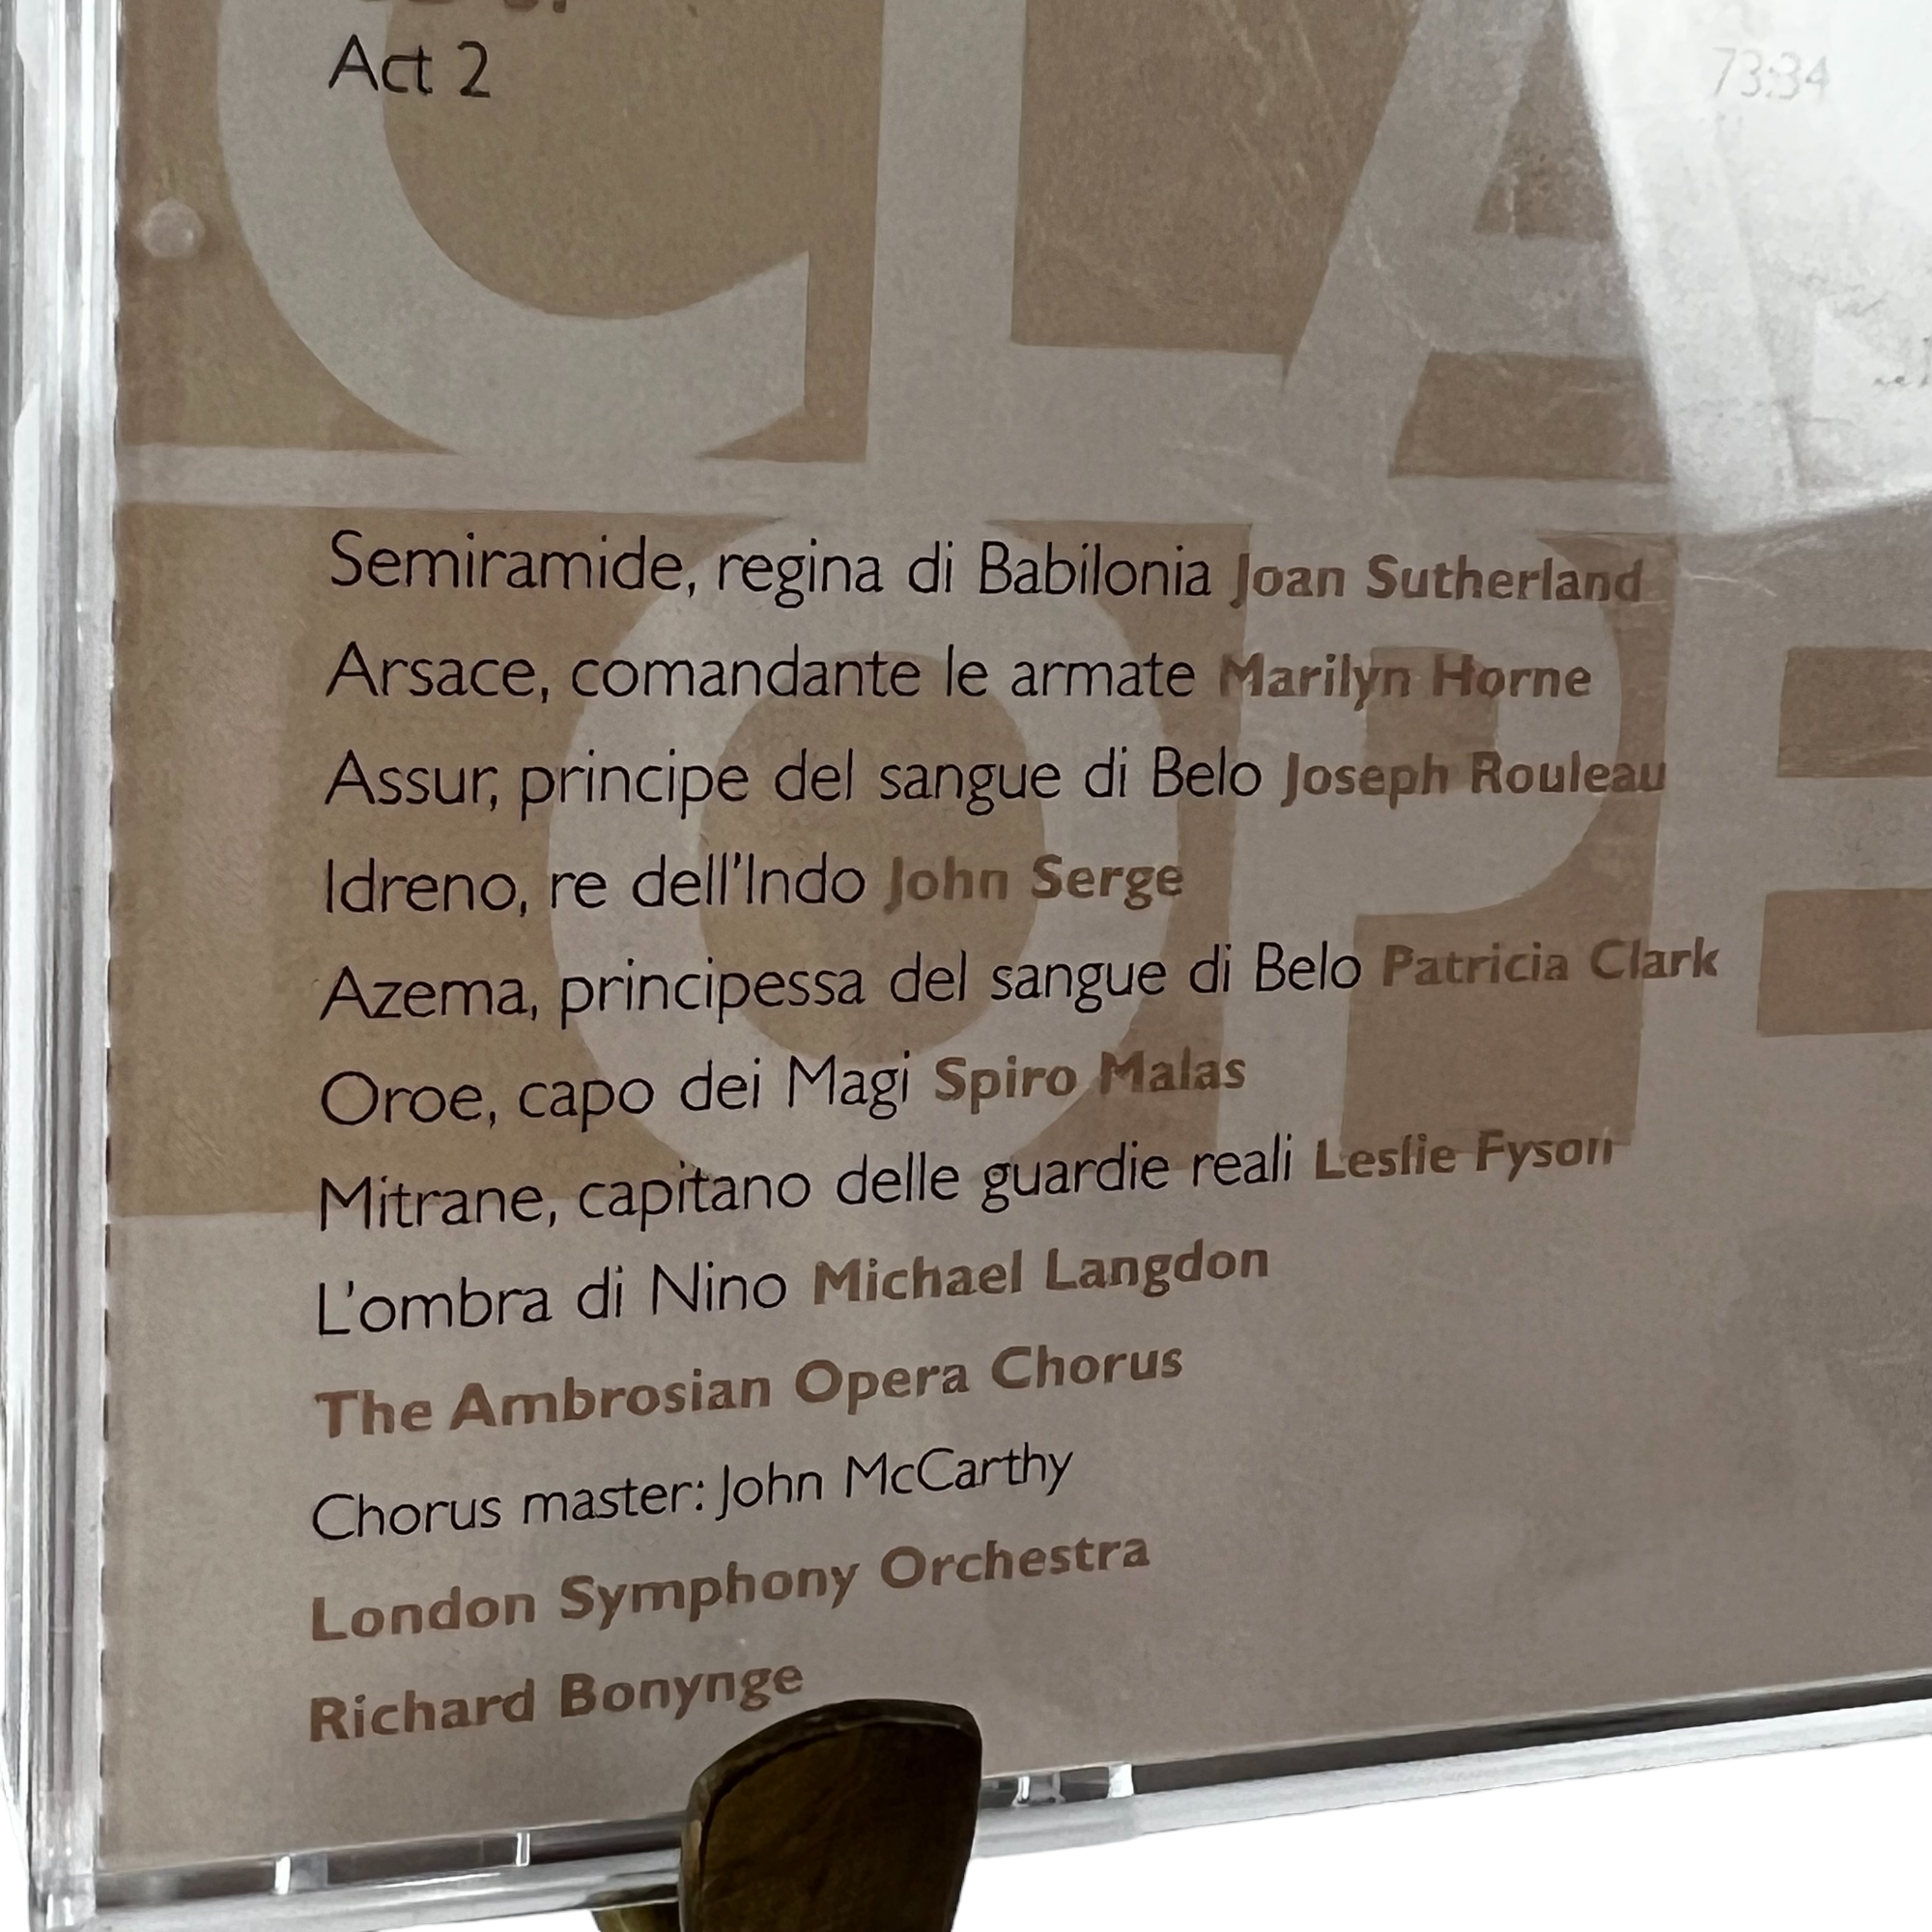 Act 2 73:34
CLA
OPE
Semiramide, regina di Babilonia Joan Sutherland
Arsace, comandante le armate Marilyn Horne
Assur, principe del sangue di Belo Joseph Rouleau
Idreno, re dell'Indo John Serge
Azema, principessa del sangue di Belo Patricia Clark
Oroe, capo dei Magi Spiro Malas
Mitrane, capitano delle guardie reali Leslie Fyson
L'ombra di Nino Michael Langdon
The Ambrosian Opera Chorus
Chorus master: John McCarthy
London Symphony Orchestra
Richard Bonynge